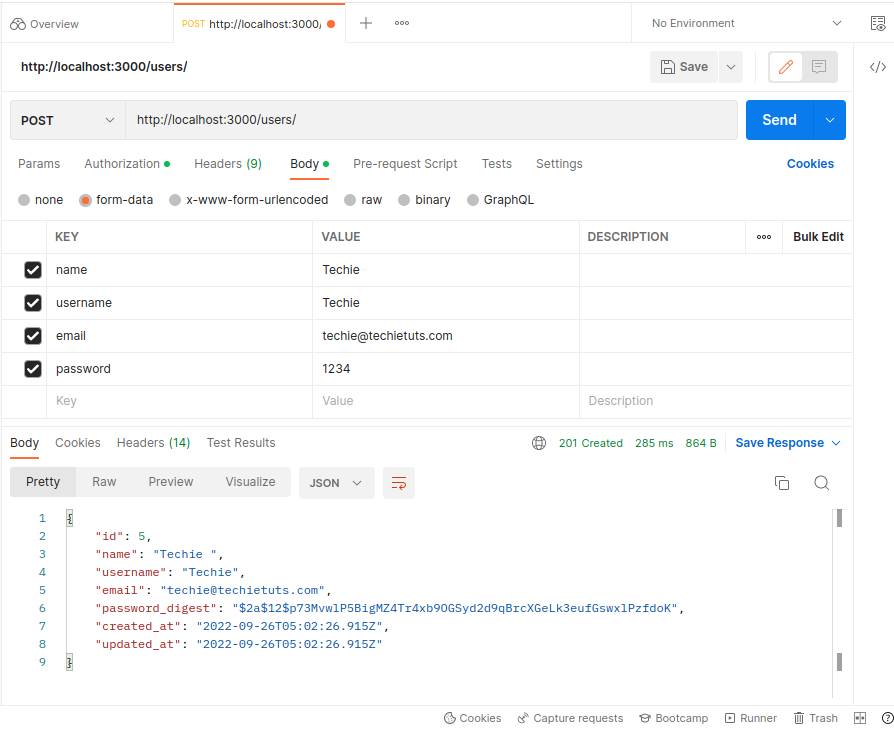 Overview
POST http://localhost:3000/
No Environment
http://localhost:3000/users/
Save
POST http://localhost:3000/users/ Send
Params Authorization Headers (9) Body Pre-request Script Tests Settings Cookies
none form-data x-www-form-urlencoded raw binary GraphQL
KEY VALUE DESCRIPTION Bulk Edit
name Techie
username Techie
email techie@techietuts.com
password 1234
Key Value Description
Body Cookies Headers (14) Test Results 201 Created 285 ms 864 B Save Response
Pretty Raw Preview Visualize JSON
1 {
2 "id": 5,
3 "name": "Techie ",
4 "username": "Techie",
5 "email": "techie@techietuts.com",
6 "password_digest": "$2a$12$p73MvwlP5BigMZ4Tr4xb9OGSyd2d9qBrcXGeLk3eufGswxlPzfdoK",
7 "created_at": "2022-09-26T05:02:26.915Z",
8 "updated_at": "2022-09-26T05:02:26.915Z"
9 }
Cookies Capture requests Bootcamp Runner Trash